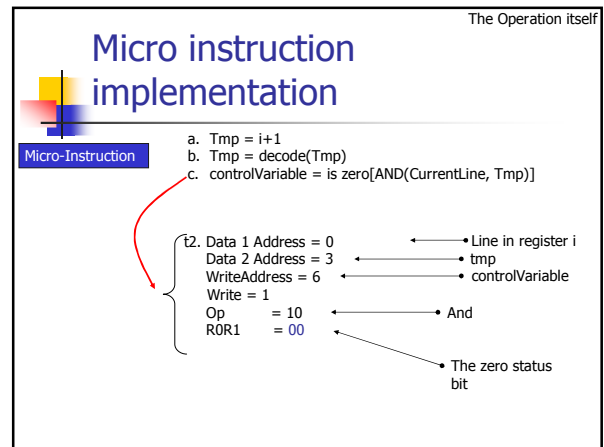 The Operation itself
Micro instruction
implementation
Micro-Instruction
a. Tmp = i+1
b. Tmp = decode(Tmp)
c. controlVariable = is zero[AND(CurrentLine, Tmp)]
t2. Data 1 Address = 0 Line in register i
Data 2 Address = 3 tmp
WriteAddress = 6 controlVariable
Write = 1
Op = 10 And
R0R1 = 00
The zero status
bit